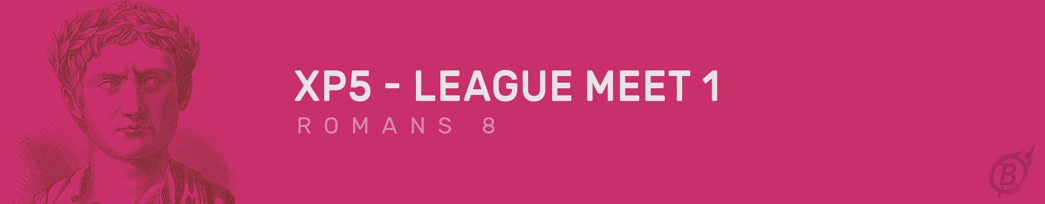 XP5 - LEAGUE MEET 1
ROMANS 8
B